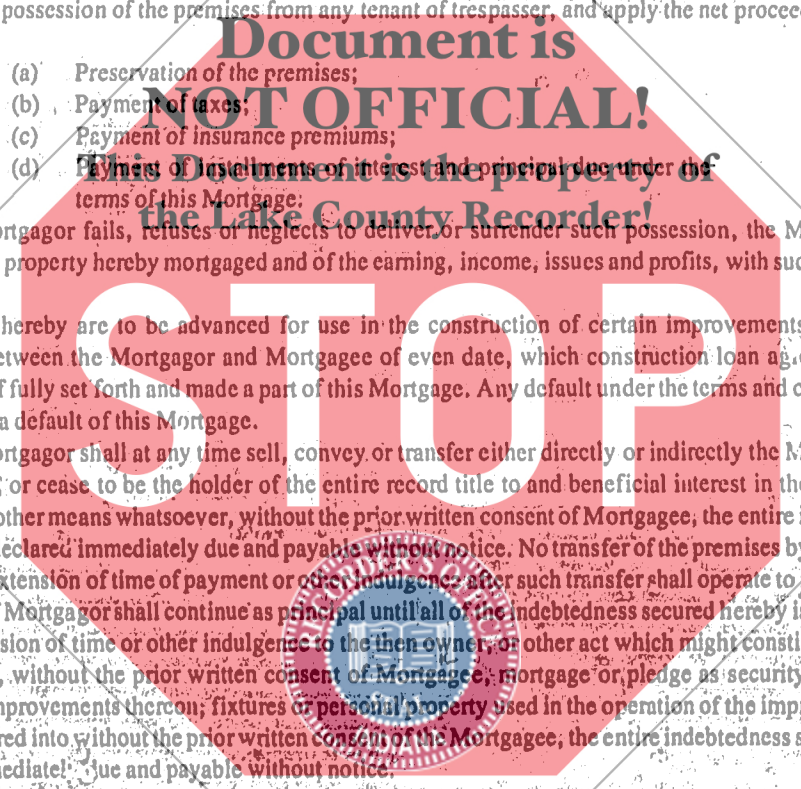 possession of the premises from any tenant of trespasser, and apply the net procee
Document is
(a) Preservation of the premises;
(b) Payment of taxes;
NOT OFFICIAL!
(c) Payment of insurance premiums;
(d) Payment of installments of interest and principal due under the
This Document is the property of
terms of this Mortgage;
the Lake County Recorder!
ortgagor fails, refuses or neglects to deliver or surrender such possession, the M
property hereby mortgaged and of the earning, income, issues and profits, with suc
STOP
hereby are to be advanced for use in the construction of certain improvements
etween the Mortgagor and Mortgagee of even date, which construction loan ag
f fully set forth and made a part of this Mortgage. Any default under the terms and c
a default of this Mortgage.
ortgagor shall at any time sell, convey or transfer either directly or indirectly the M
or cease to be the holder of the entire record title to and beneficial interest in the
other means whatsoever, without the prior written consent of Mortgagee, the entire
eclared immediately due and payable without notice. No transfer of the premises by
xtension of time of payment or other indulgence after such transfer shall operate to
Mortgagor shall continue as principal until all of the indebtedness secured hereby i
sion of time or other indulgence to the then owner, or other act which might consti
, without the prior written consent of Mortgagee, mortgage or pledge as security
mprovements thereon; fixtures or personal property used in the operation of the imp
red into without the prior written consent of the Mortgagee, the entire indebtedness s
mediatel due and payable without notice.
RECORDER'S OFFICE
SEAL
INDIANA